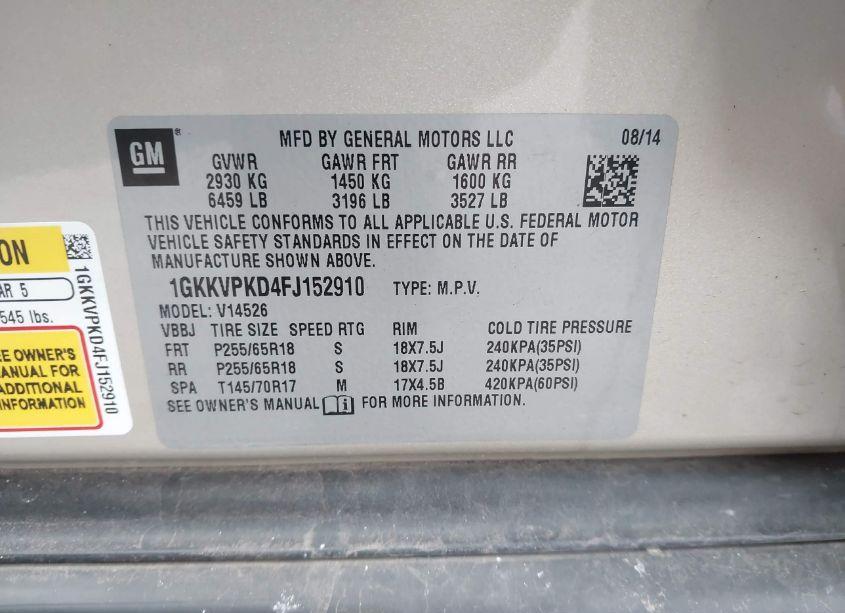 GM
MFD BY GENERAL MOTORS LLC 08/14
GVWR GAWR FRT GAWR RR
2930 KG 1450 KG 1600 KG
6459 LB 3196 LB 3527 LB
THIS VEHICLE CONFORMS TO ALL APPLICABLE U.S. FEDERAL MOTOR
VEHICLE SAFETY STANDARDS IN EFFECT ON THE DATE OF
MANUFACTURE SHOWN ABOVE.
1GKKVPKD4FJ152910 TYPE: M.P.V.
MODEL: V14526
VBBJ TIRE SIZE SPEED RTG RIM COLD TIRE PRESSURE
FRT P255/65R18 S 18X7.5J 240KPA(35PSI)
RR P255/65R18 S 18X7.5J 240KPA(35PSI)
SPA T145/70R17 M 17X4.5B 420KPA(60PSI)
SEE OWNER'S MANUAL i FOR MORE INFORMATION.
ON
AR 5
545 lbs.
EE OWNER'S
MANUAL FOR
ADDITIONAL
INFORMATION
1GKKVPKD4FJ152910